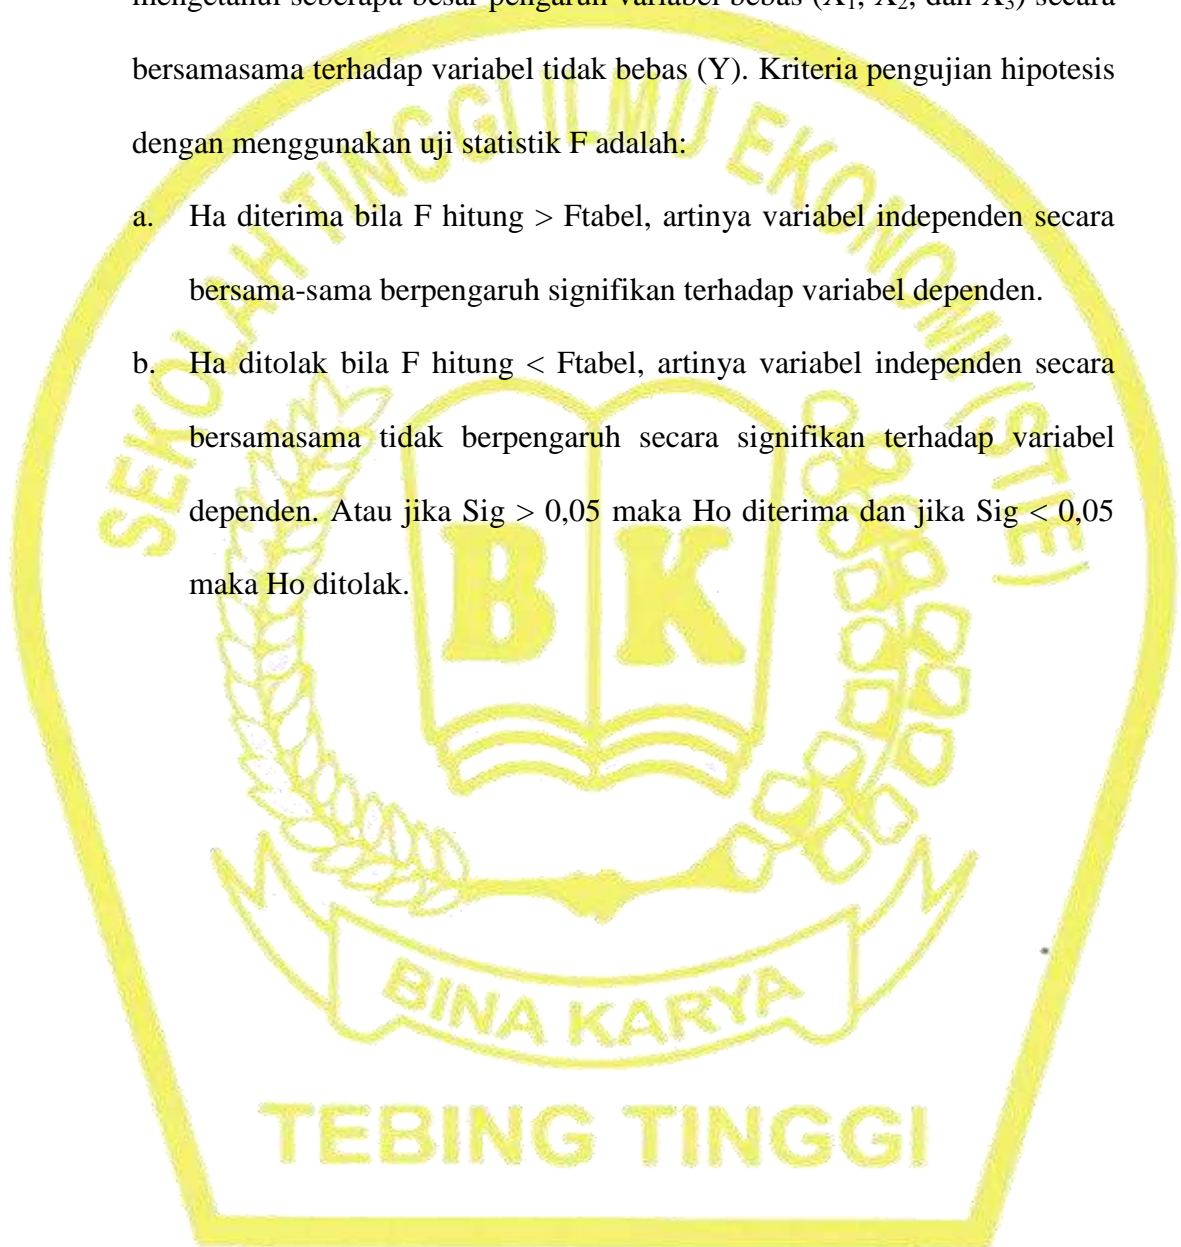 mengetahui seberapa besar pengaruh variabel bebas (X₁, X₂, dan X₃) secara
bersamasama terhadap variabel tidak bebas (Y). Kriteria pengujian hipotesis
dengan menggunakan uji statistik F adalah:
a. Ha diterima bila F hitung > Ftabel, artinya variabel independen secara
bersama-sama berpengaruh signifikan terhadap variabel dependen.
b. Ha ditolak bila F hitung < Ftabel, artinya variabel independen secara
bersamasama tidak berpengaruh secara signifikan terhadap variabel
dependen. Atau jika Sig > 0,05 maka Ho diterima dan jika Sig < 0,05
maka Ho ditolak.
SEKOLAH TINGGI ILMU EKONOMI (STIE)
B K
BINA KARYA
TEBING TINGGI